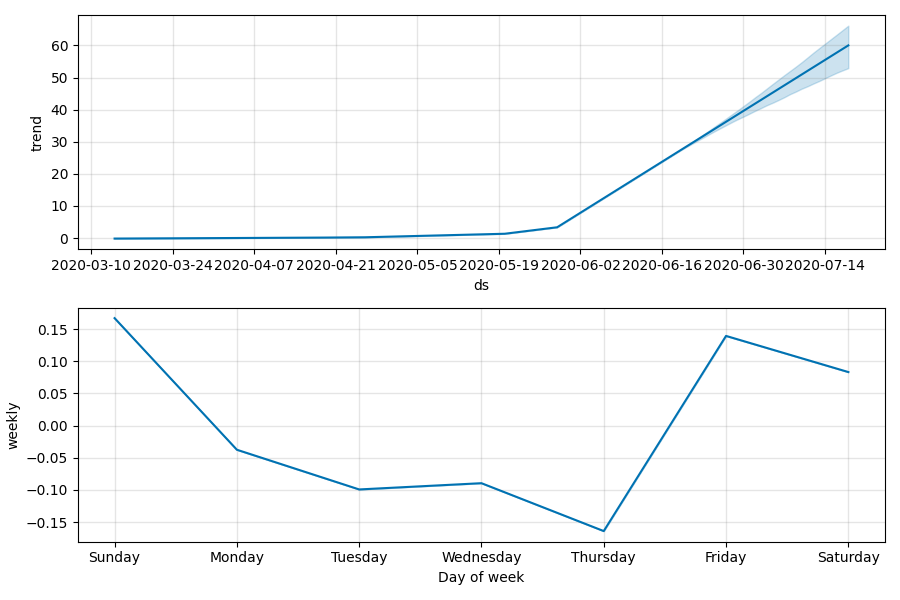 60
50
40
30
20
10
0
trend
2020-03-10 2020-03-24 2020-04-07 2020-04-21 2020-05-05 2020-05-19 2020-06-02 2020-06-16 2020-06-30 2020-07-14
ds
0.15
0.10
0.05
0.00
−0.05
−0.10
−0.15
weekly
Sunday Monday Tuesday Wednesday Thursday Friday Saturday
Day of week